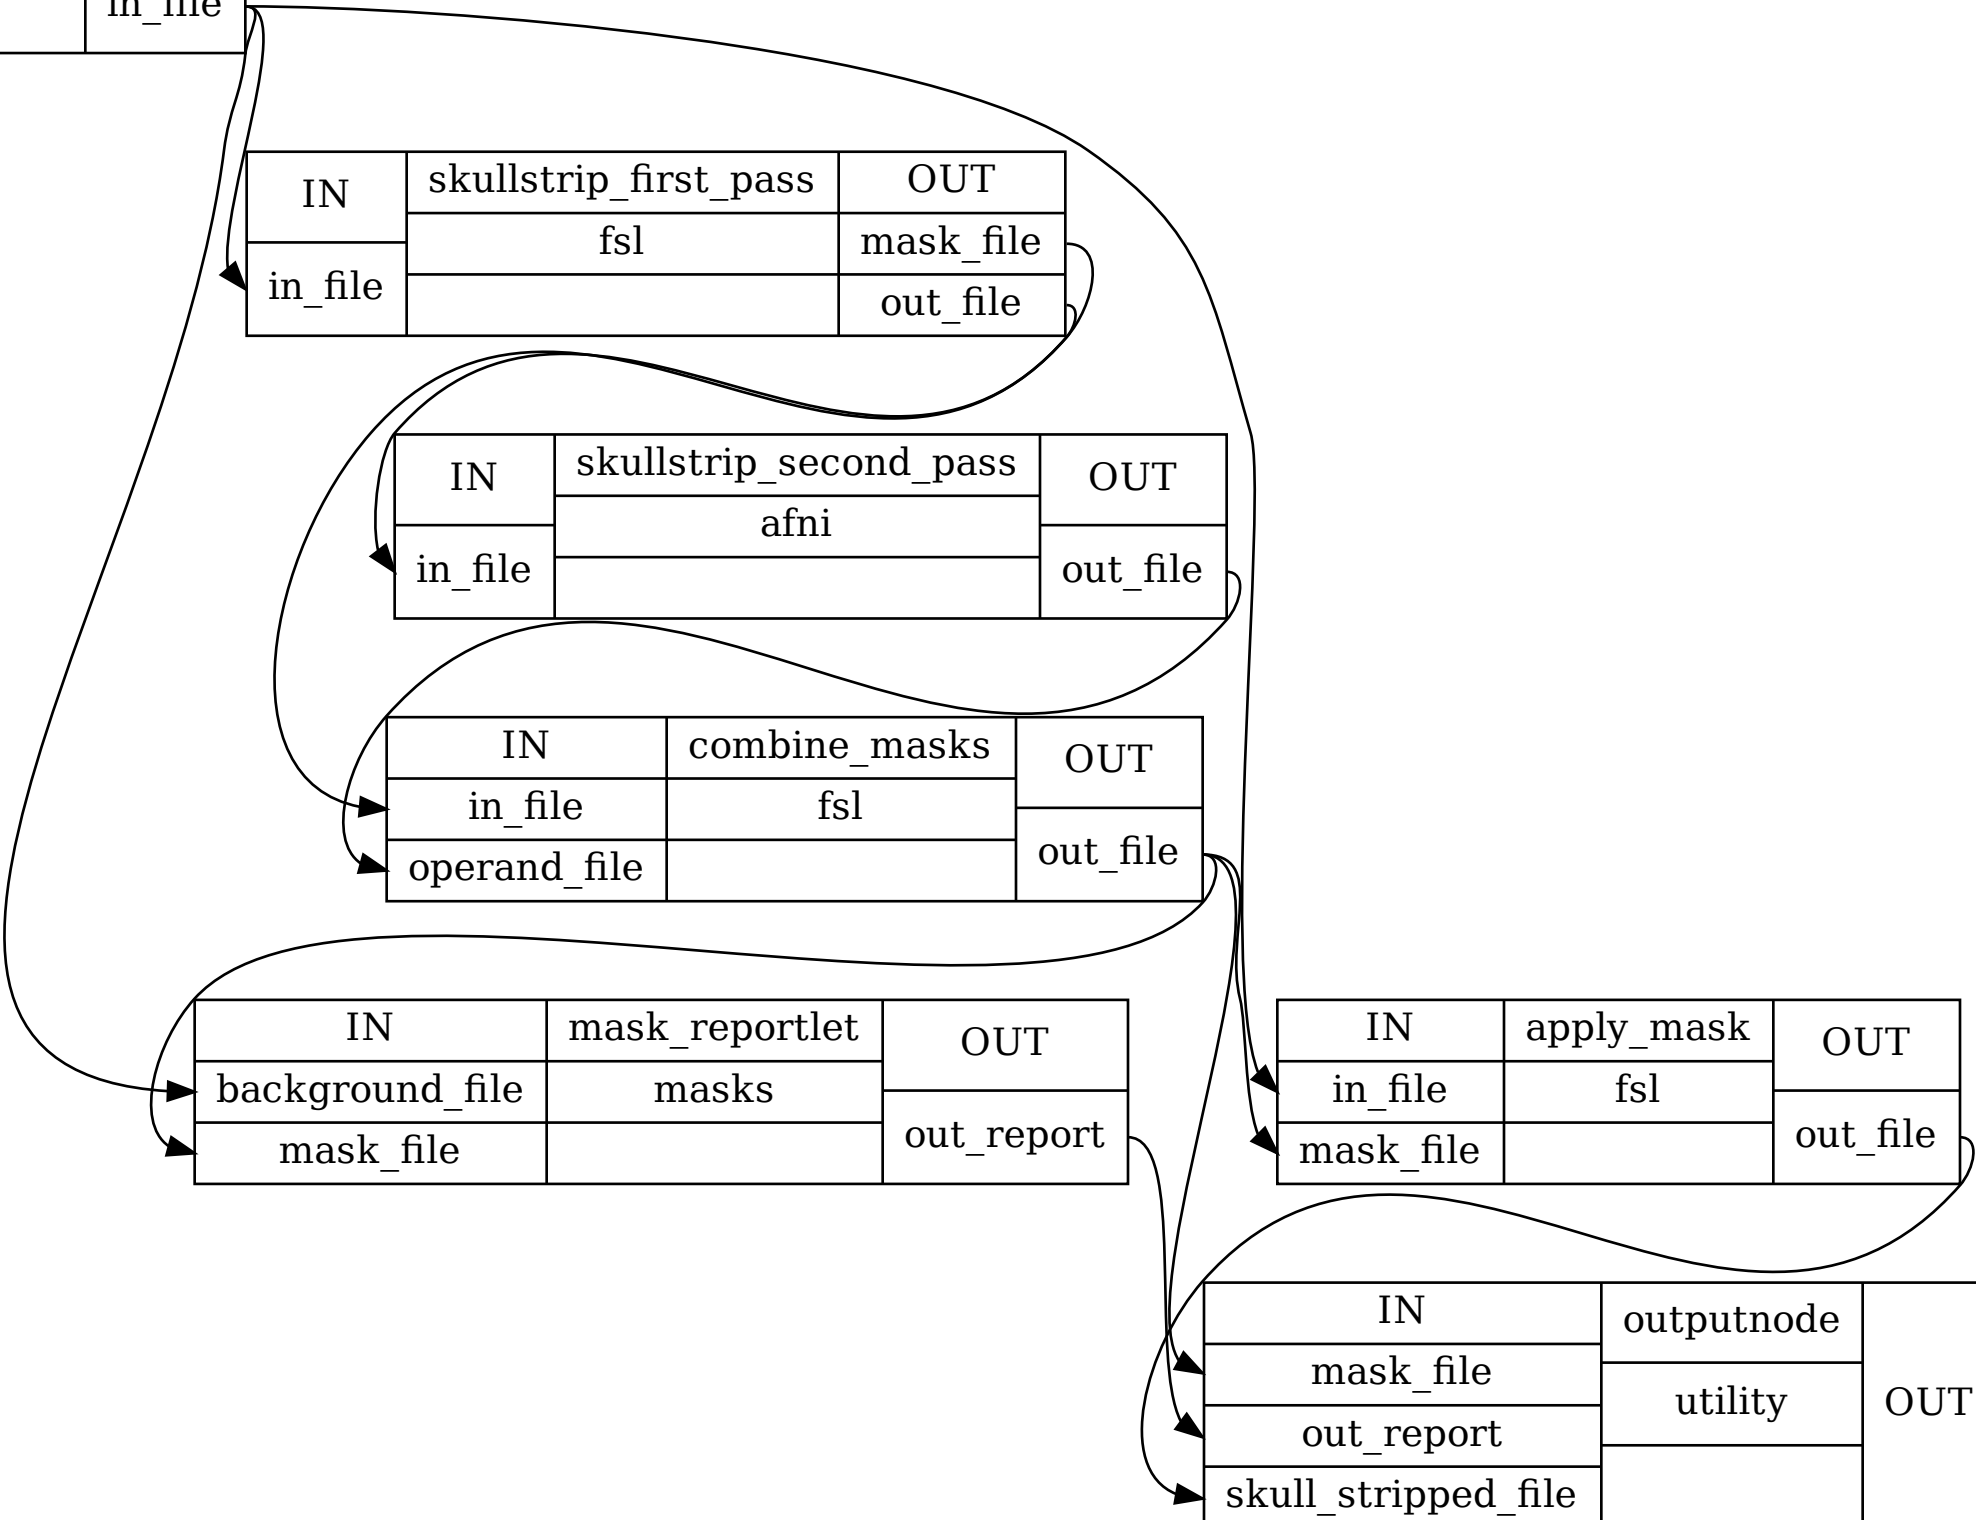 in_file
IN
skullstrip_first_pass
OUT
fsl
mask_file
in_file
out_file
IN
skullstrip_second_pass
OUT
afni
in_file
out_file
IN
combine_masks
OUT
in_file
fsl
operand_file
out_file
IN
mask_reportlet
OUT
background_file
masks
mask_file
out_report
IN
apply_mask
OUT
in_file
fsl
mask_file
out_file
IN
outputnode
OUT
mask_file
utility
out_report
skull_stripped_file